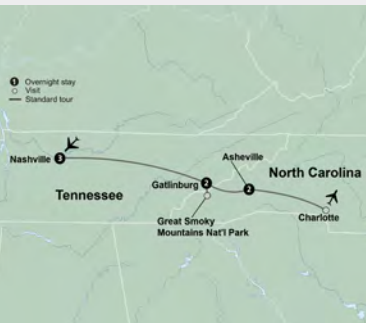 1 Overnight stay
Visit
Standard tour
Nashville 3
Asheville
North Carolina
Gatlinburg 2
2
Tennessee
Charlotte
Great Smoky
Mountains Nat'l Park